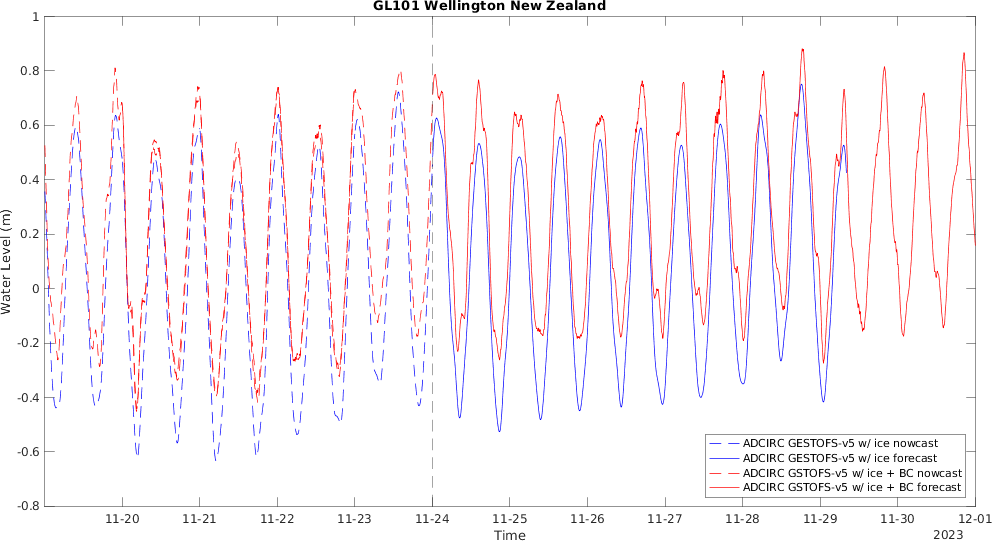 GL101 Wellington New Zealand
1
0.8
0.6
0.4
0.2
0
-0.2
-0.4
-0.6
-0.8
Water Level (m)
ADCIRC GESTOFS-v5 w/ ice nowcast
ADCIRC GESTOFS-v5 w/ ice forecast
ADCIRC GSTOFS-v5 w/ ice + BC nowcast
ADCIRC GSTOFS-v5 w/ ice + BC forecast
11-20 11-21 11-22 11-23 11-24 11-25 11-26 11-27 11-28 11-29 11-30 12-01
Time
2023